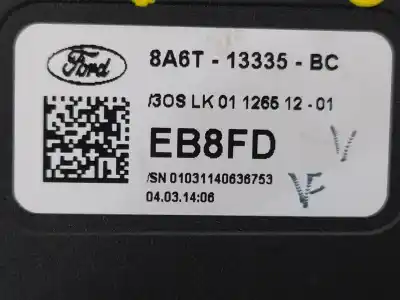 Ford
8A6T - 13335 - BC
/3OS LK 01 1265 12 - 01
EB8FD
/SN 01031140636753
04.03.14:06